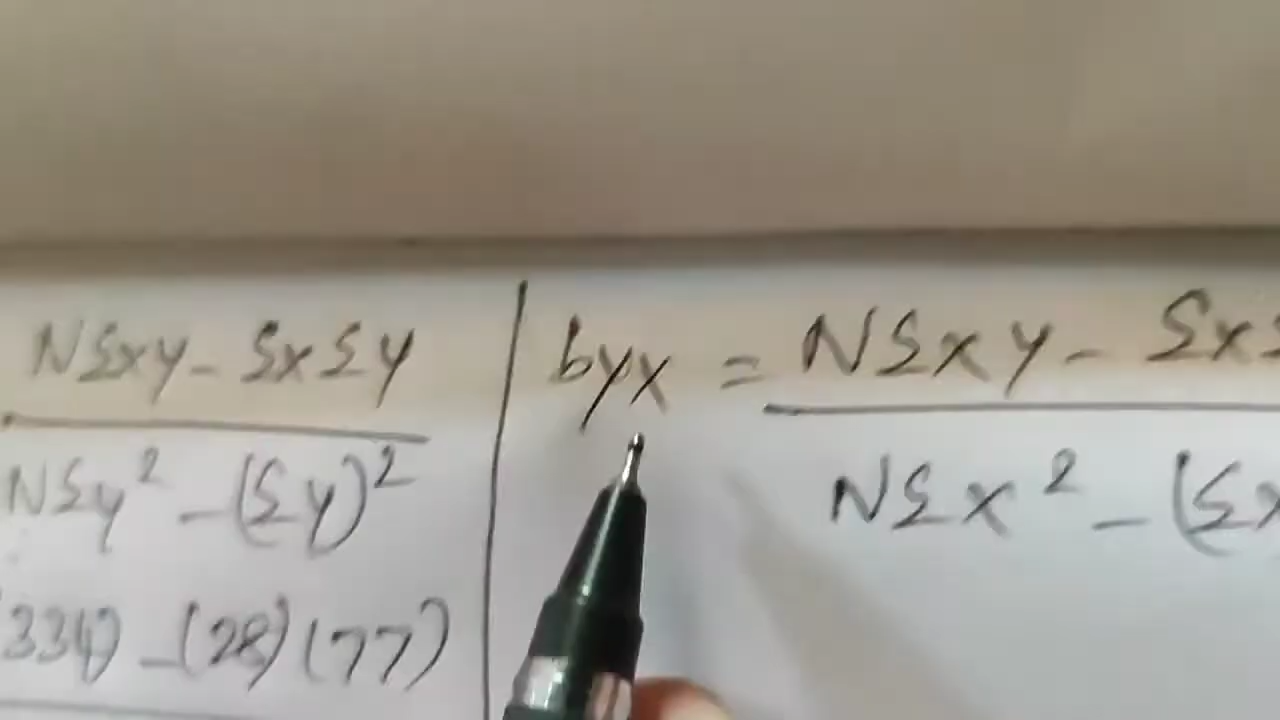 NΣxy - ΣxΣy
NΣy² - (Σy)²
334) - (28)(77)
byx = NΣxy - Σx
NΣx² - (Σx